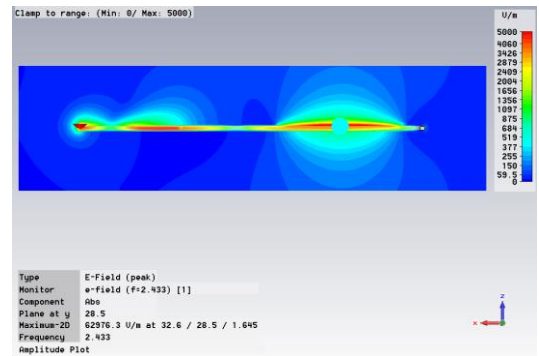 Clamp to range: (Min: 0/ Max: 5000)
V/m
5000
4060
3426
2879
2409
2004
1656
1356
1097
875
684
519
377
255
150
59.5
0
Type E-Field (peak)
Monitor e-field (f=2.433) [1]
Component Abs
Plane at y 28.5
Maximum-2D 62976.3 V/m at 32.6 / 28.5 / 1.645
Frequency 2.433
Amplitude Plot
z
x